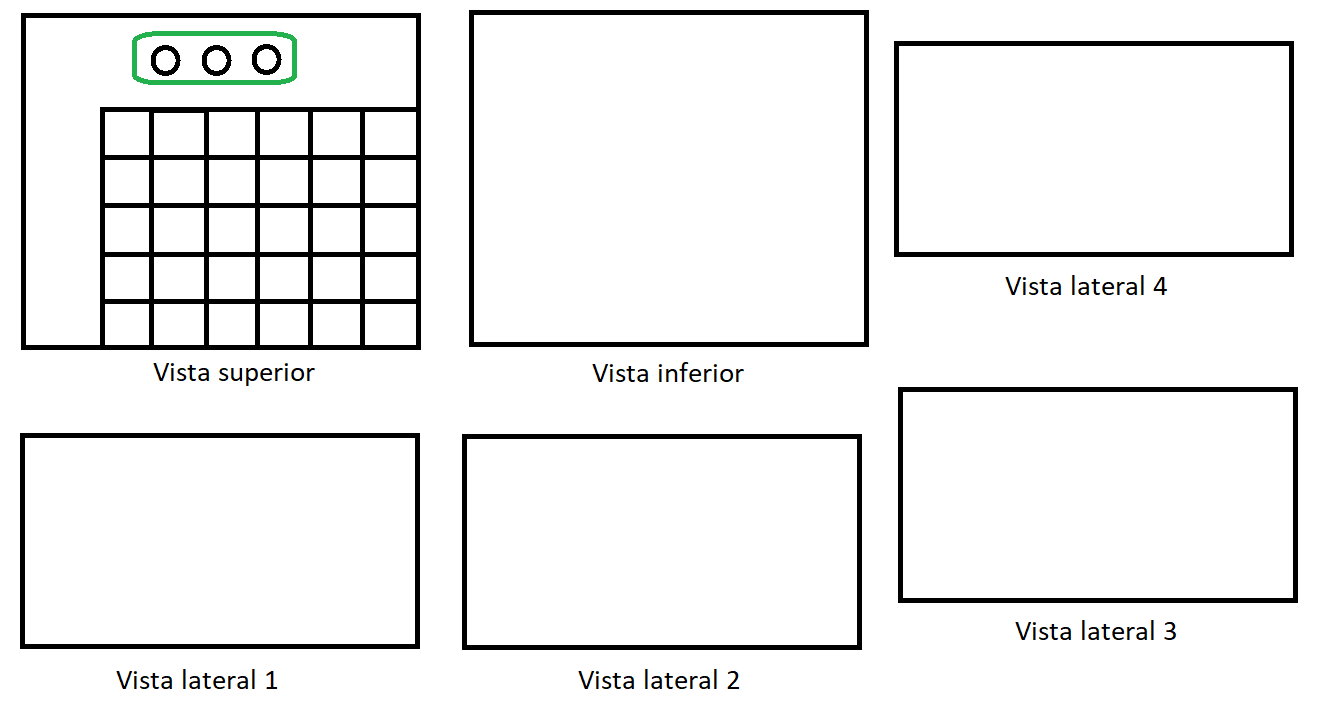 Vista superior
Vista inferior
Vista lateral 4
Vista lateral 1
Vista lateral 2
Vista lateral 3